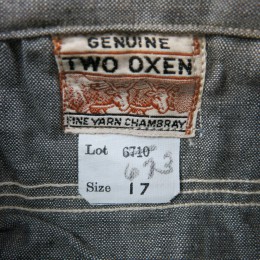 GENUINE
TWO OXEN
FINE YARN CHAMBRAY
Lot 6710
673
Size 17